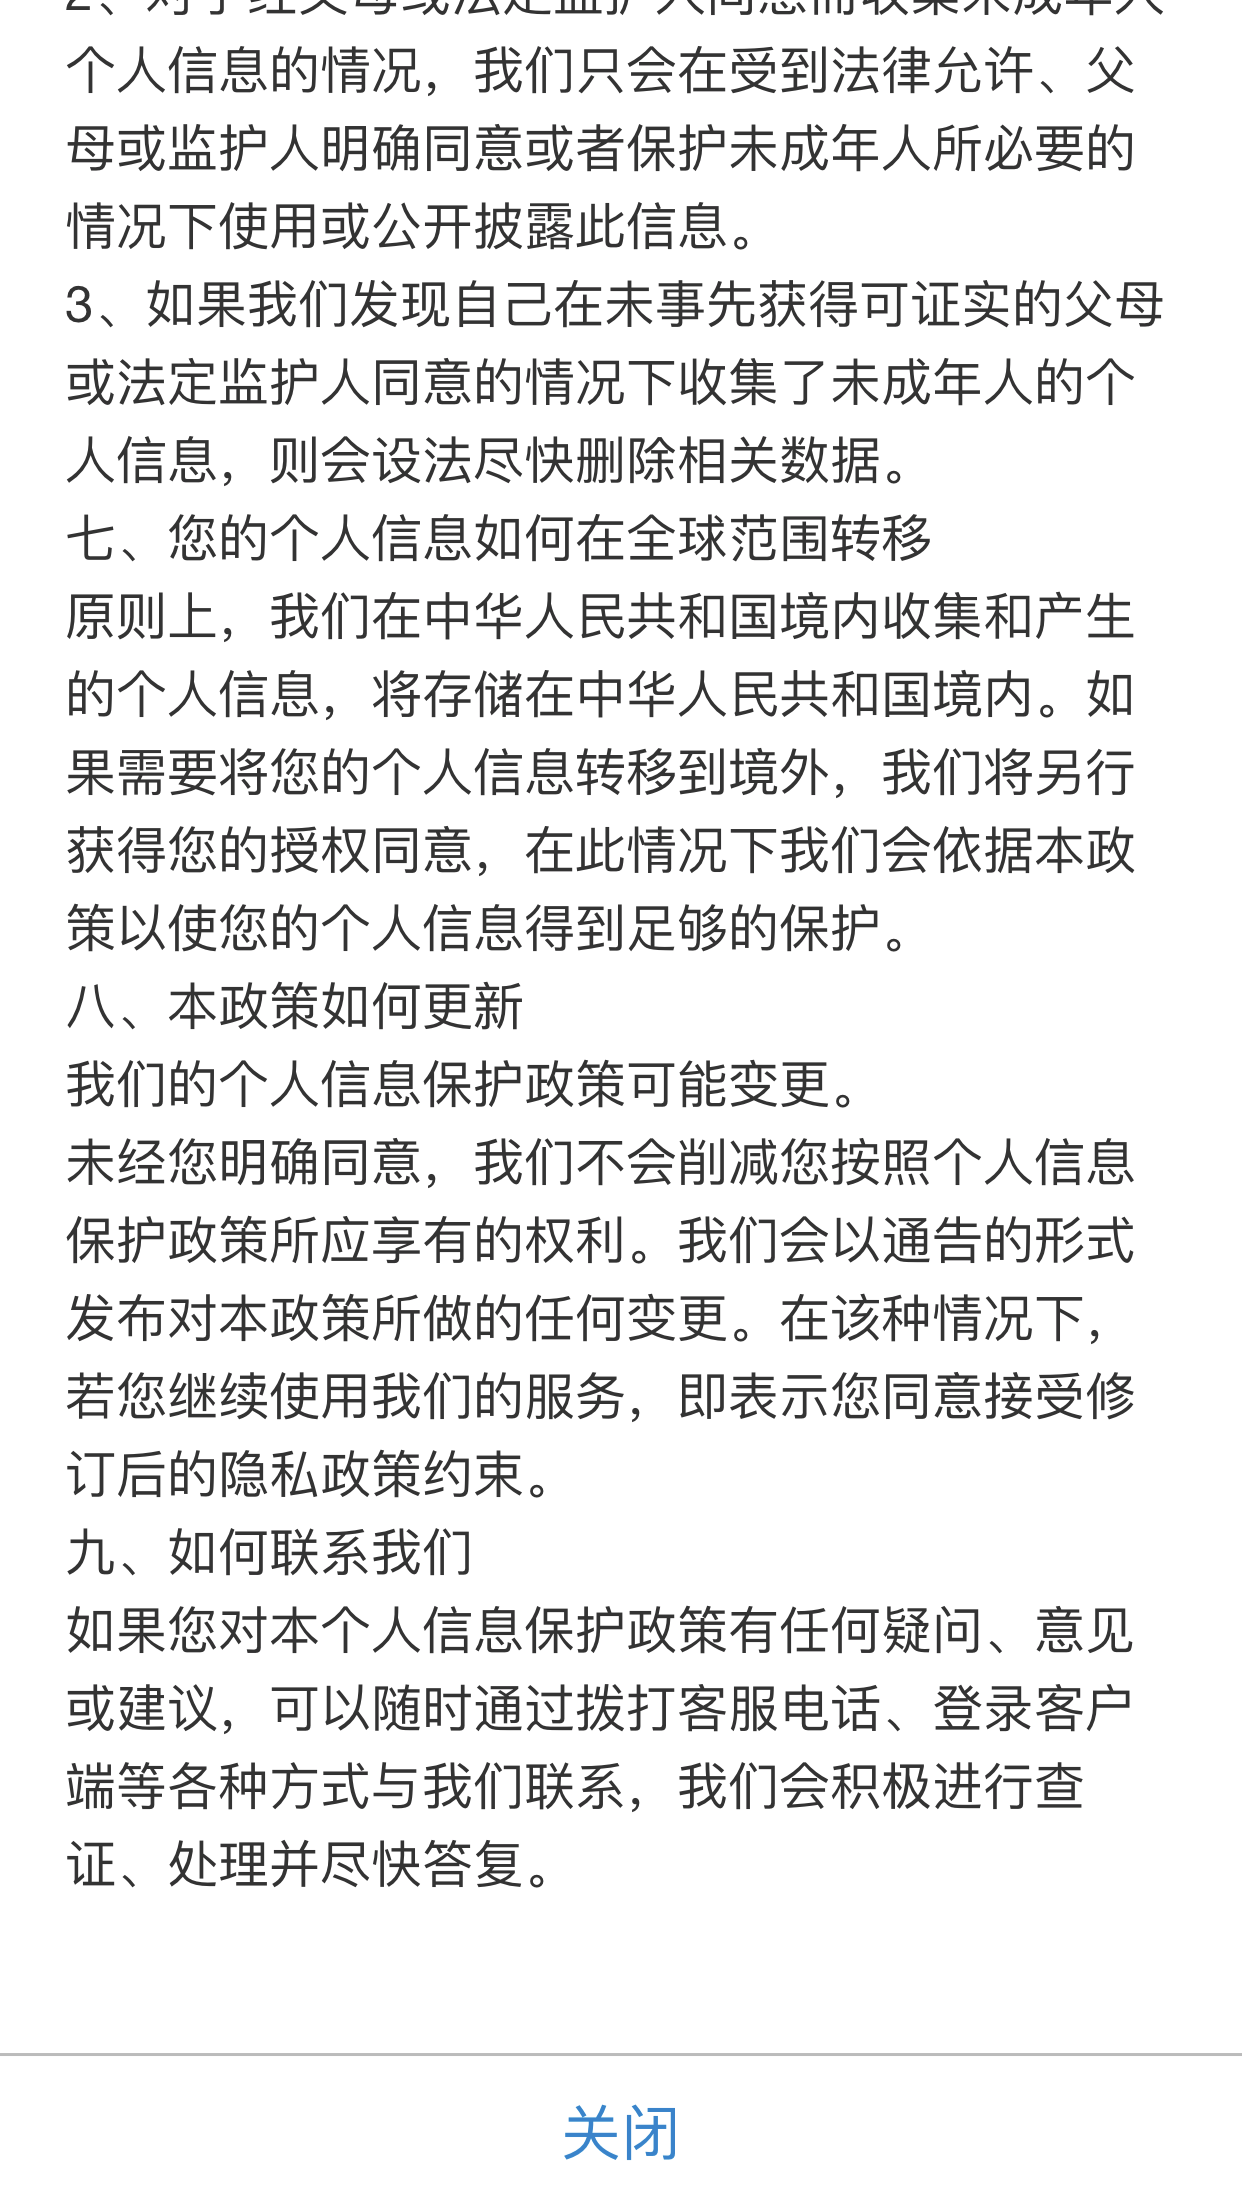 2、对于经父母或法定监护人同意而收集未成年人
个人信息的情况，我们只会在受到法律允许、父
母或监护人明确同意或者保护未成年人所必要的
情况下使用或公开披露此信息。
3、如果我们发现自己在未事先获得可证实的父母
或法定监护人同意的情况下收集了未成年人的个
人信息，则会设法尽快删除相关数据。
七、您的个人信息如何在全球范围转移
原则上，我们在中华人民共和国境内收集和产生
的个人信息，将存储在中华人民共和国境内。如
果需要将您的个人信息转移到境外，我们将另行
获得您的授权同意，在此情况下我们会依据本政
策以使您的个人信息得到足够的保护。
八、本政策如何更新
我们的个人信息保护政策可能变更。
未经您明确同意，我们不会削减您按照个人信息
保护政策所应享有的权利。我们会以通告的形式
发布对本政策所做的任何变更。在该种情况下，
若您继续使用我们的服务，即表示您同意接受修
订后的隐私政策约束。
九、如何联系我们
如果您对本个人信息保护政策有任何疑问、意见
或建议，可以随时通过拨打客服电话、登录客户
端等各种方式与我们联系，我们会积极进行查
证、处理并尽快答复。
关闭